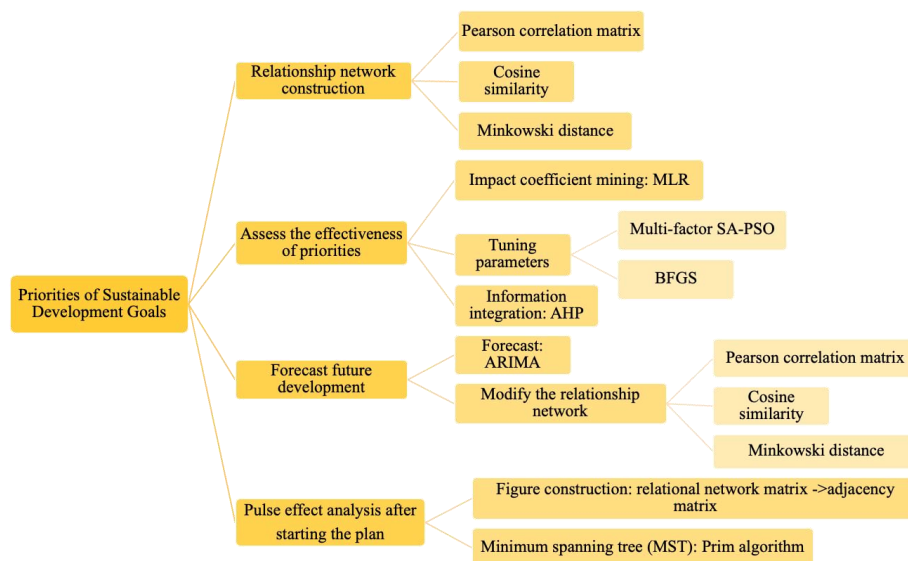 Priorities of Sustainable
Development Goals
Relationship network
construction
Pearson correlation matrix
Cosine
similarity
Minkowski distance
Assess the effectiveness
of priorities
Impact coefficient mining: MLR
Tuning
parameters
Multi-factor SA-PSO
BFGS
Information
integration: AHP
Forecast future
development
Forecast:
ARIMA
Modify the relationship
network
Pearson correlation matrix
Cosine
similarity
Minkowski distance
Pulse effect analysis after
starting the plan
Figure construction: relational network matrix ->adjacency
matrix
Minimum spanning tree (MST): Prim algorithm